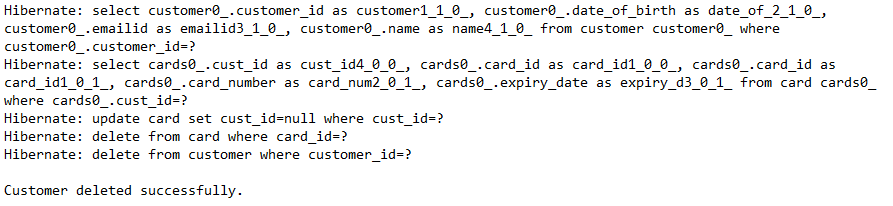 Hibernate: select customer0_.customer_id as customer1_1_0_, customer0_.date_of_birth as date_of_2_1_0_,
customer0_.emailid as emailid3_1_0_, customer0_.name as name4_1_0_ from customer customer0_ where
customer0_.customer_id=?
Hibernate: select cards0_.cust_id as cust_id4_0_0_, cards0_.card_id as card_id1_0_0_, cards0_.card_id as
card_id1_0_1_, cards0_.card_number as card_num2_0_1_, cards0_.expiry_date as expiry_d3_0_1_ from card cards0_
where cards0_.cust_id=?
Hibernate: update card set cust_id=null where cust_id=?
Hibernate: delete from card where card_id=?
Hibernate: delete from customer where customer_id=?
Customer deleted successfully.